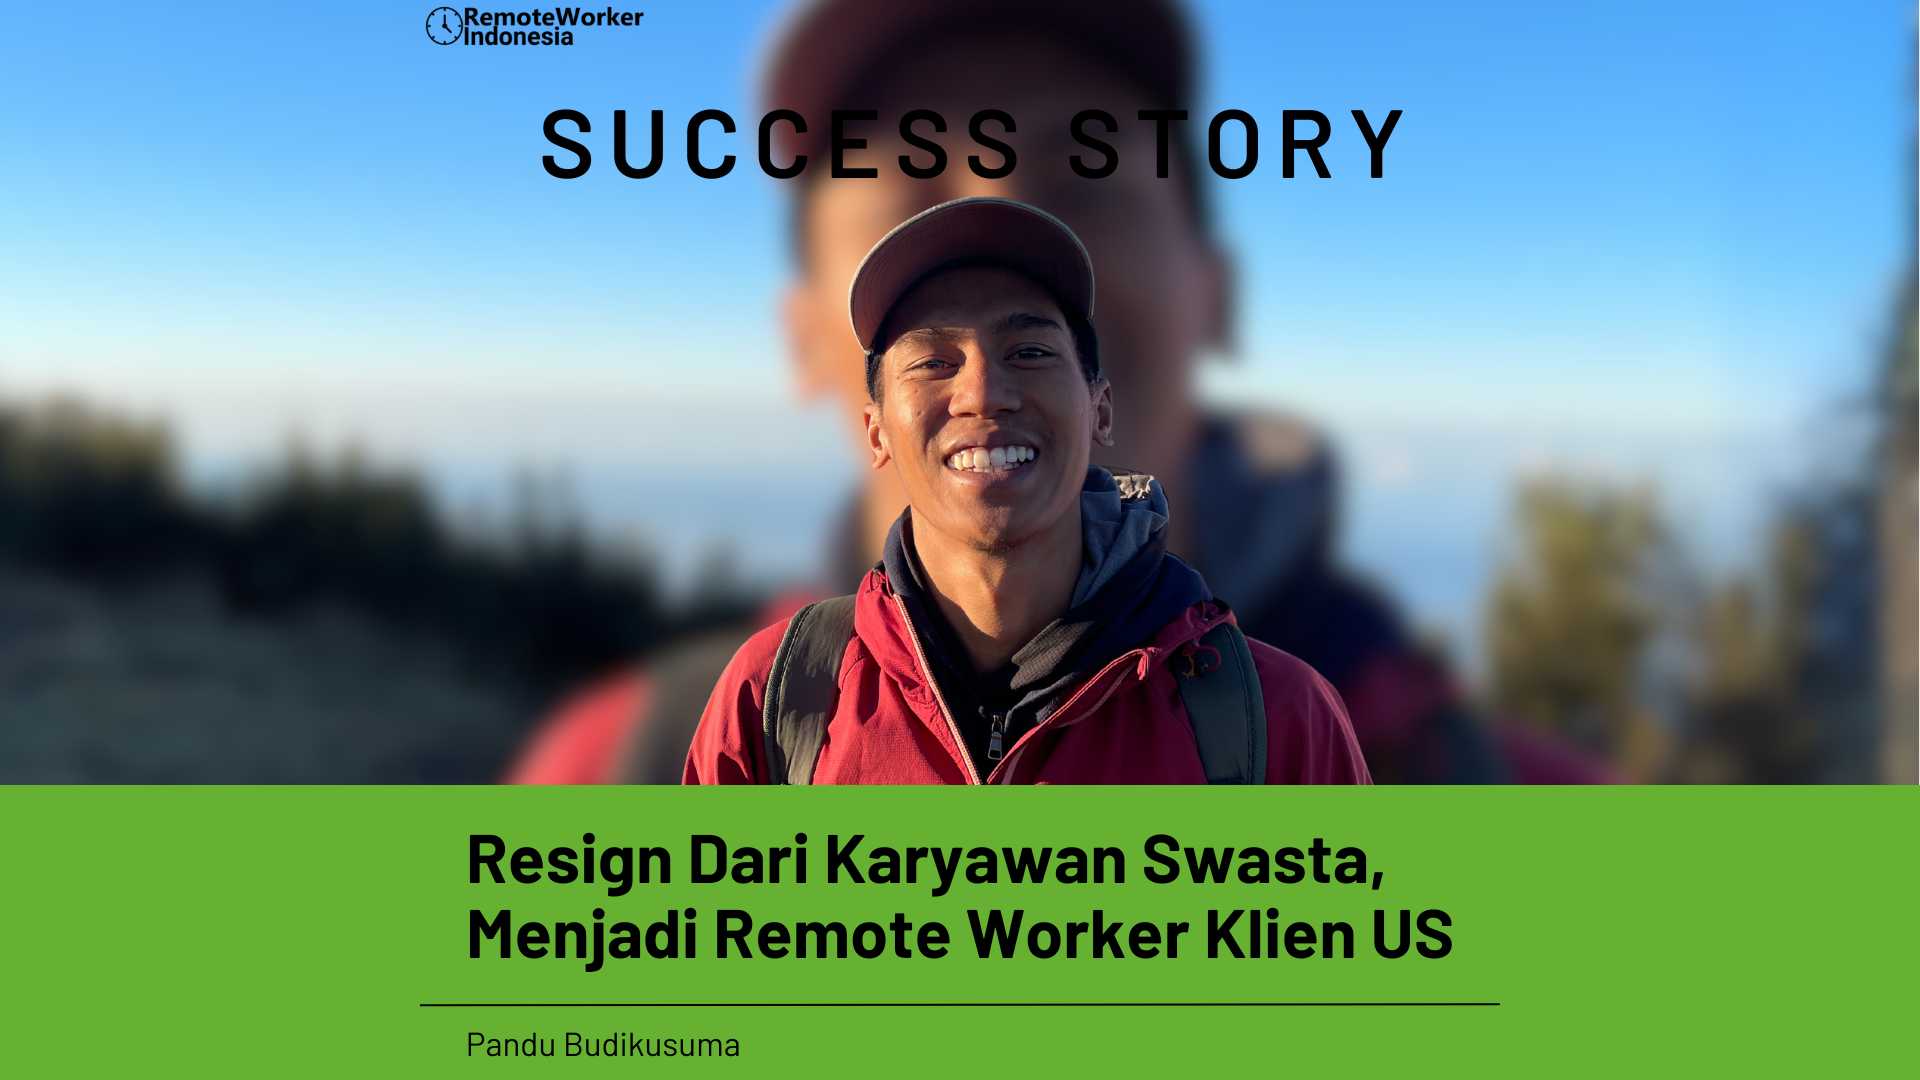 RemoteWorker
Indonesia
SUCCESS STORY
Resign Dari Karyawan Swasta,
Menjadi Remote Worker Klien US
Pandu Budikusuma